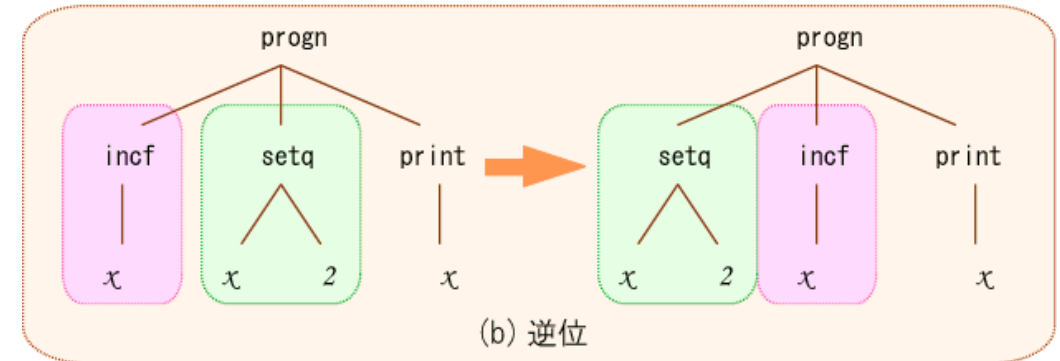 progn progn
incf setq print setq incf print
x x 2 x x 2 x x
(b) 逆位